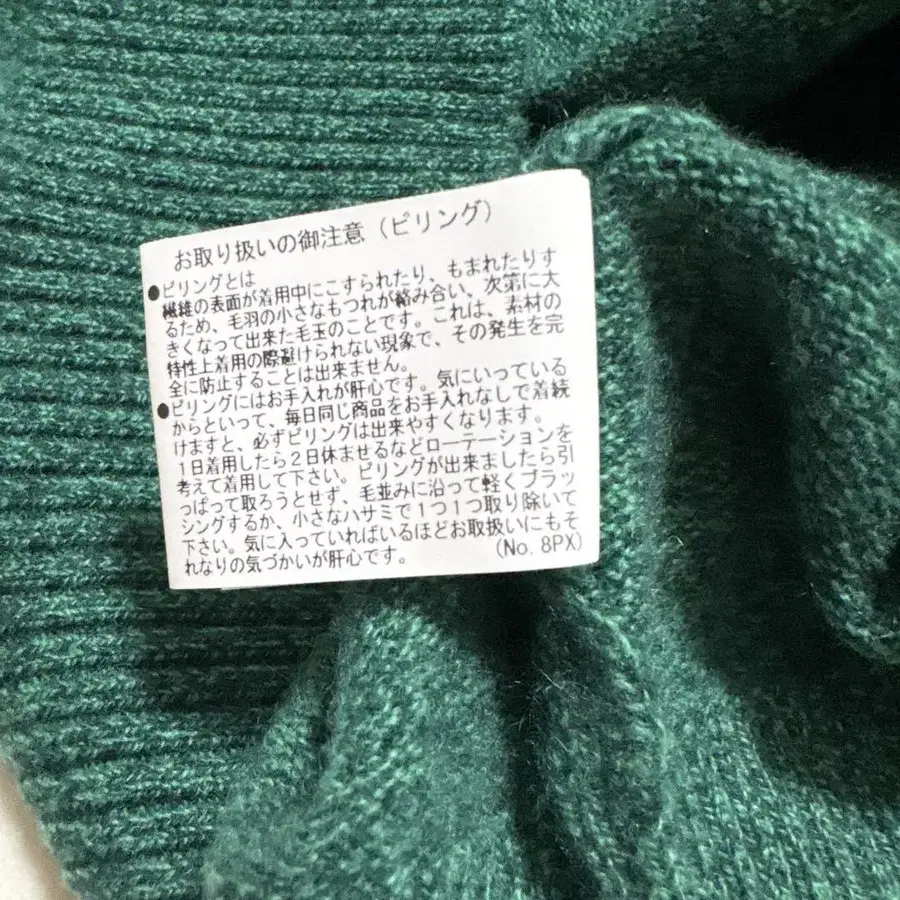 お取り扱いの御注意(ピリング)
●ピリングとは
繊維の表面が着用中にこすられたり、もまれたりす
るため、毛羽の小さなもつれが絡み合い、次第に大
きくなって出来た毛玉のことです。これは、素材の
特性上着用の際避けられない現象で、その発生を完
全に防止することは出来ません。
●ピリングにはお手入れが肝心です。気にいっている
からといって、毎日同じ商品をお手入れなしで着続
けますと、必ずピリングは出来やすくなります。
1日着用したら2日休ませるなどローテーションを
考えて着用して下さい。ピリングが出来ましたら引
っぱって取ろうとせず、毛並みに沿って軽くブラッ
シングするか、小さなハサミで1つ1つ取り除いて
下さい。気に入っていればいるほどお取扱いにもそ
れなりの気づかいが肝心です。
(No. 8PX)